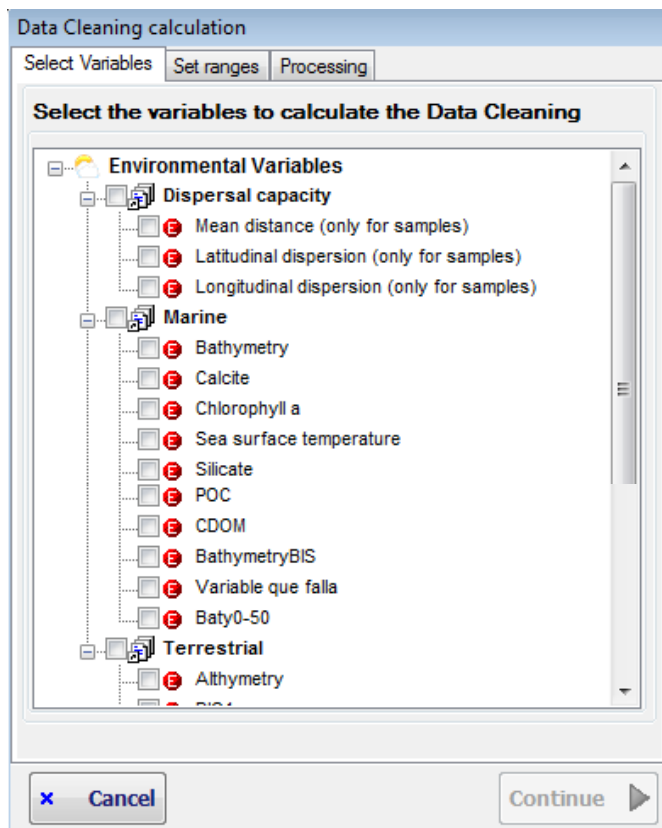 Data Cleaning calculation
Select Variables Set ranges Processing
Select the variables to calculate the Data Cleaning
Environmental Variables
Dispersal capacity
Mean distance (only for samples)
Latitudinal dispersion (only for samples)
Longitudinal dispersion (only for samples)
Marine
Bathymetry
Calcite
Chlorophyll a
Sea surface temperature
Silicate
POC
CDOM
BathymetryBIS
Variable que falla
Baty0-50
Terrestrial
Althymetry
Cancel Continue